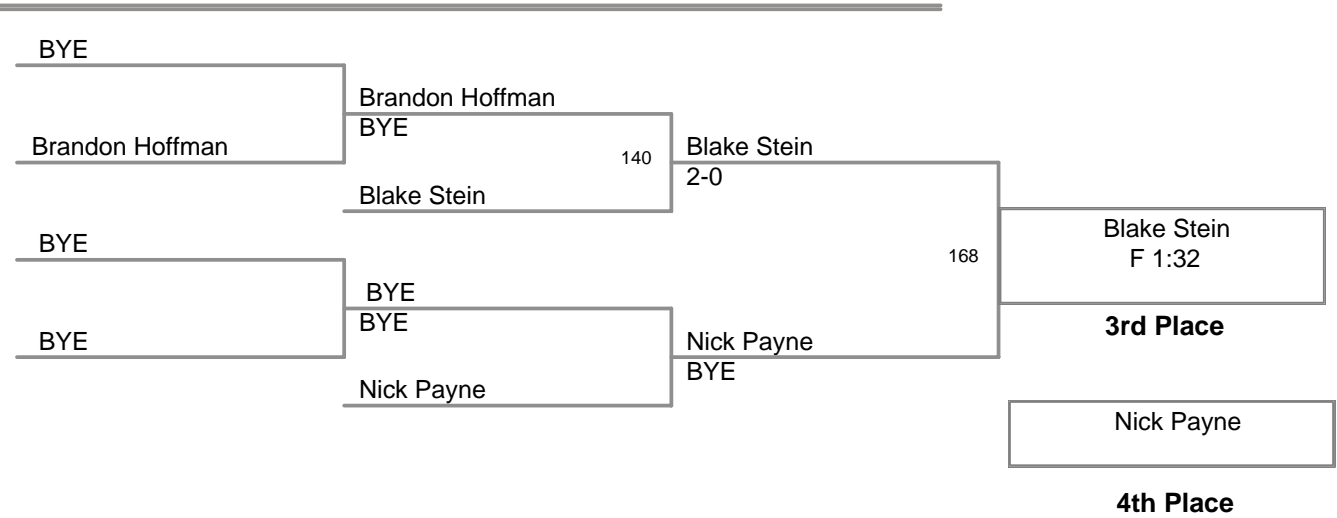 BYE
Brandon Hoffman
BYE
Brandon Hoffman
140
Blake Stein
2-0
Blake Stein
BYE
168
Blake Stein
F 1:32
BYE
BYE
3rd Place
BYE
Nick Payne
BYE
Nick Payne
Nick Payne
4th Place